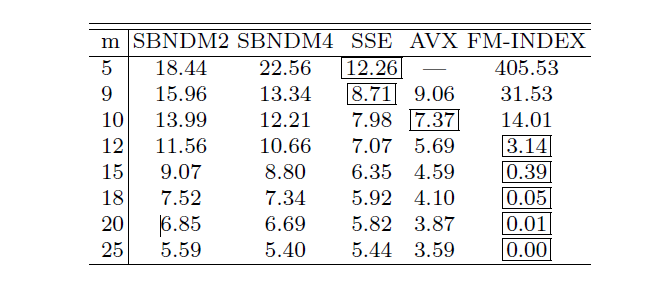 m SBNDM2 SBNDM4 SSE AVX FM-INDEX
5 18.44 22.56 12.26 — 405.53
9 15.96 13.34 8.71 9.06 31.53
10 13.99 12.21 7.98 7.37 14.01
12 11.56 10.66 7.07 5.69 3.14
15 9.07 8.80 6.35 4.59 0.39
18 7.52 7.34 5.92 4.10 0.05
20 6.85 6.69 5.82 3.87 0.01
25 5.59 5.40 5.44 3.59 0.00